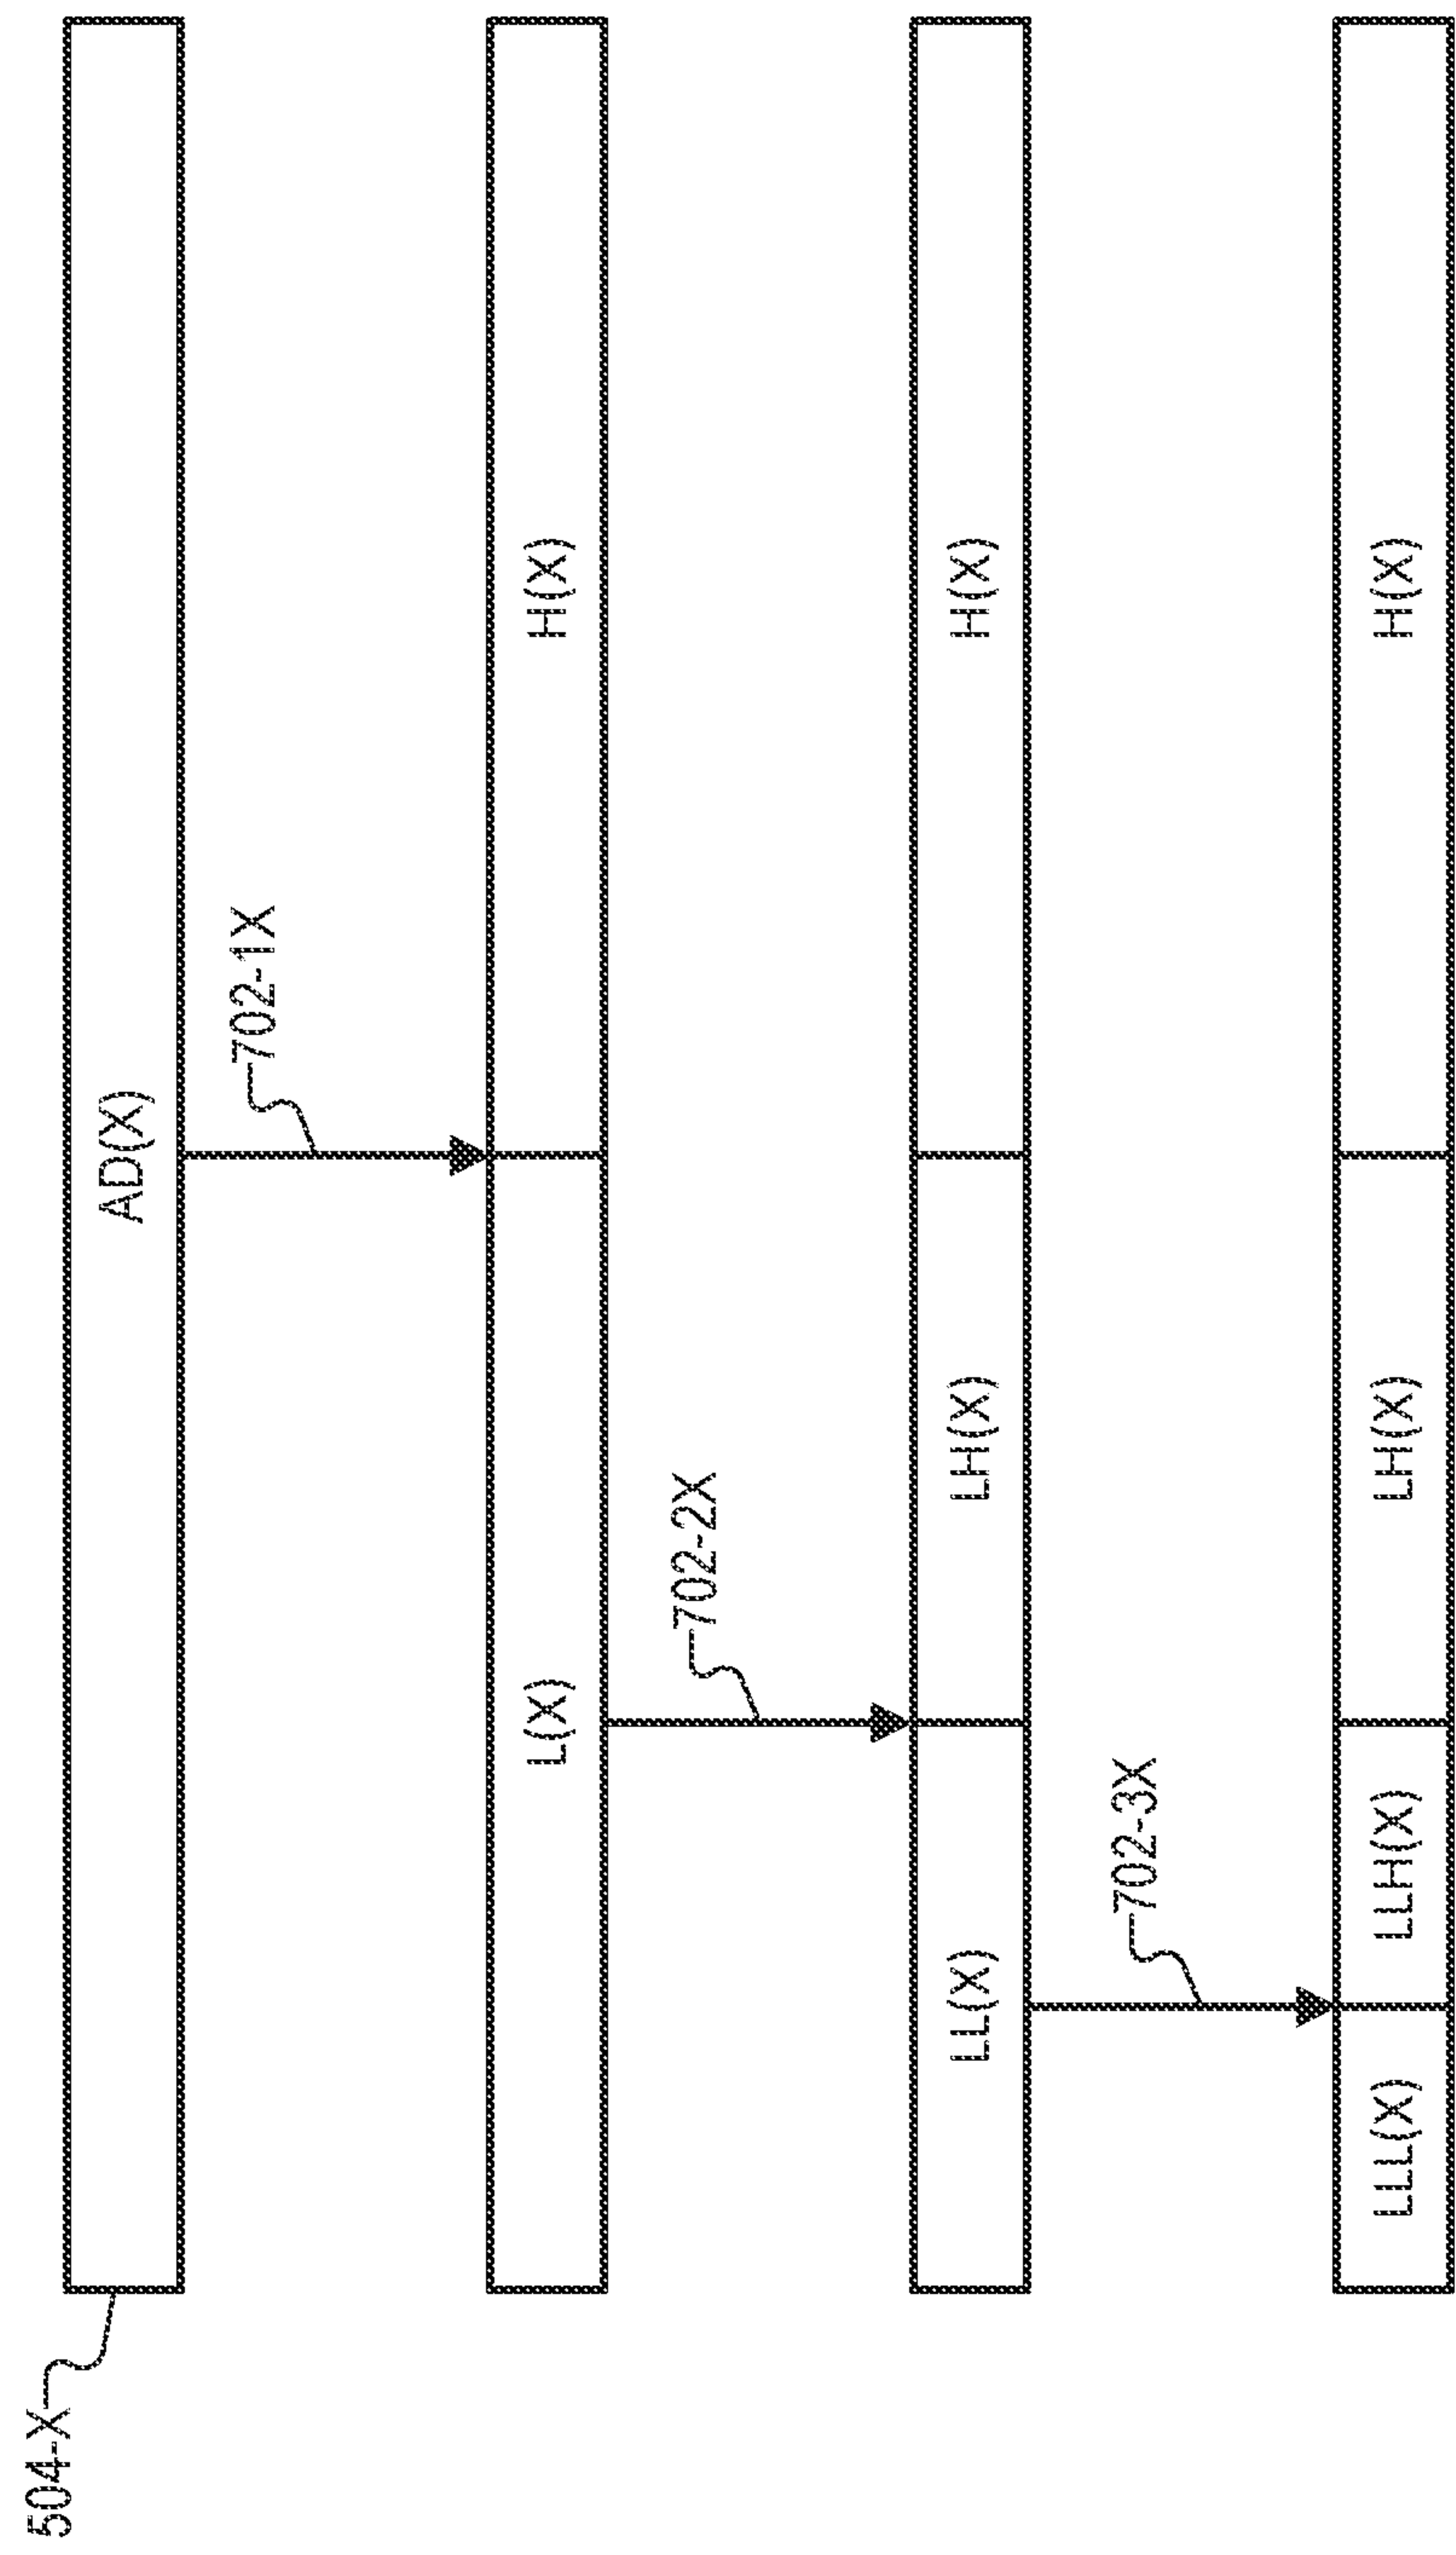 504-X
AD(X)
702-1X
L(X)
H(X)
702-2X
LL(X)
LH(X)
H(X)
702-3X
LLL(X)
LLH(X)
LH(X)
H(X)